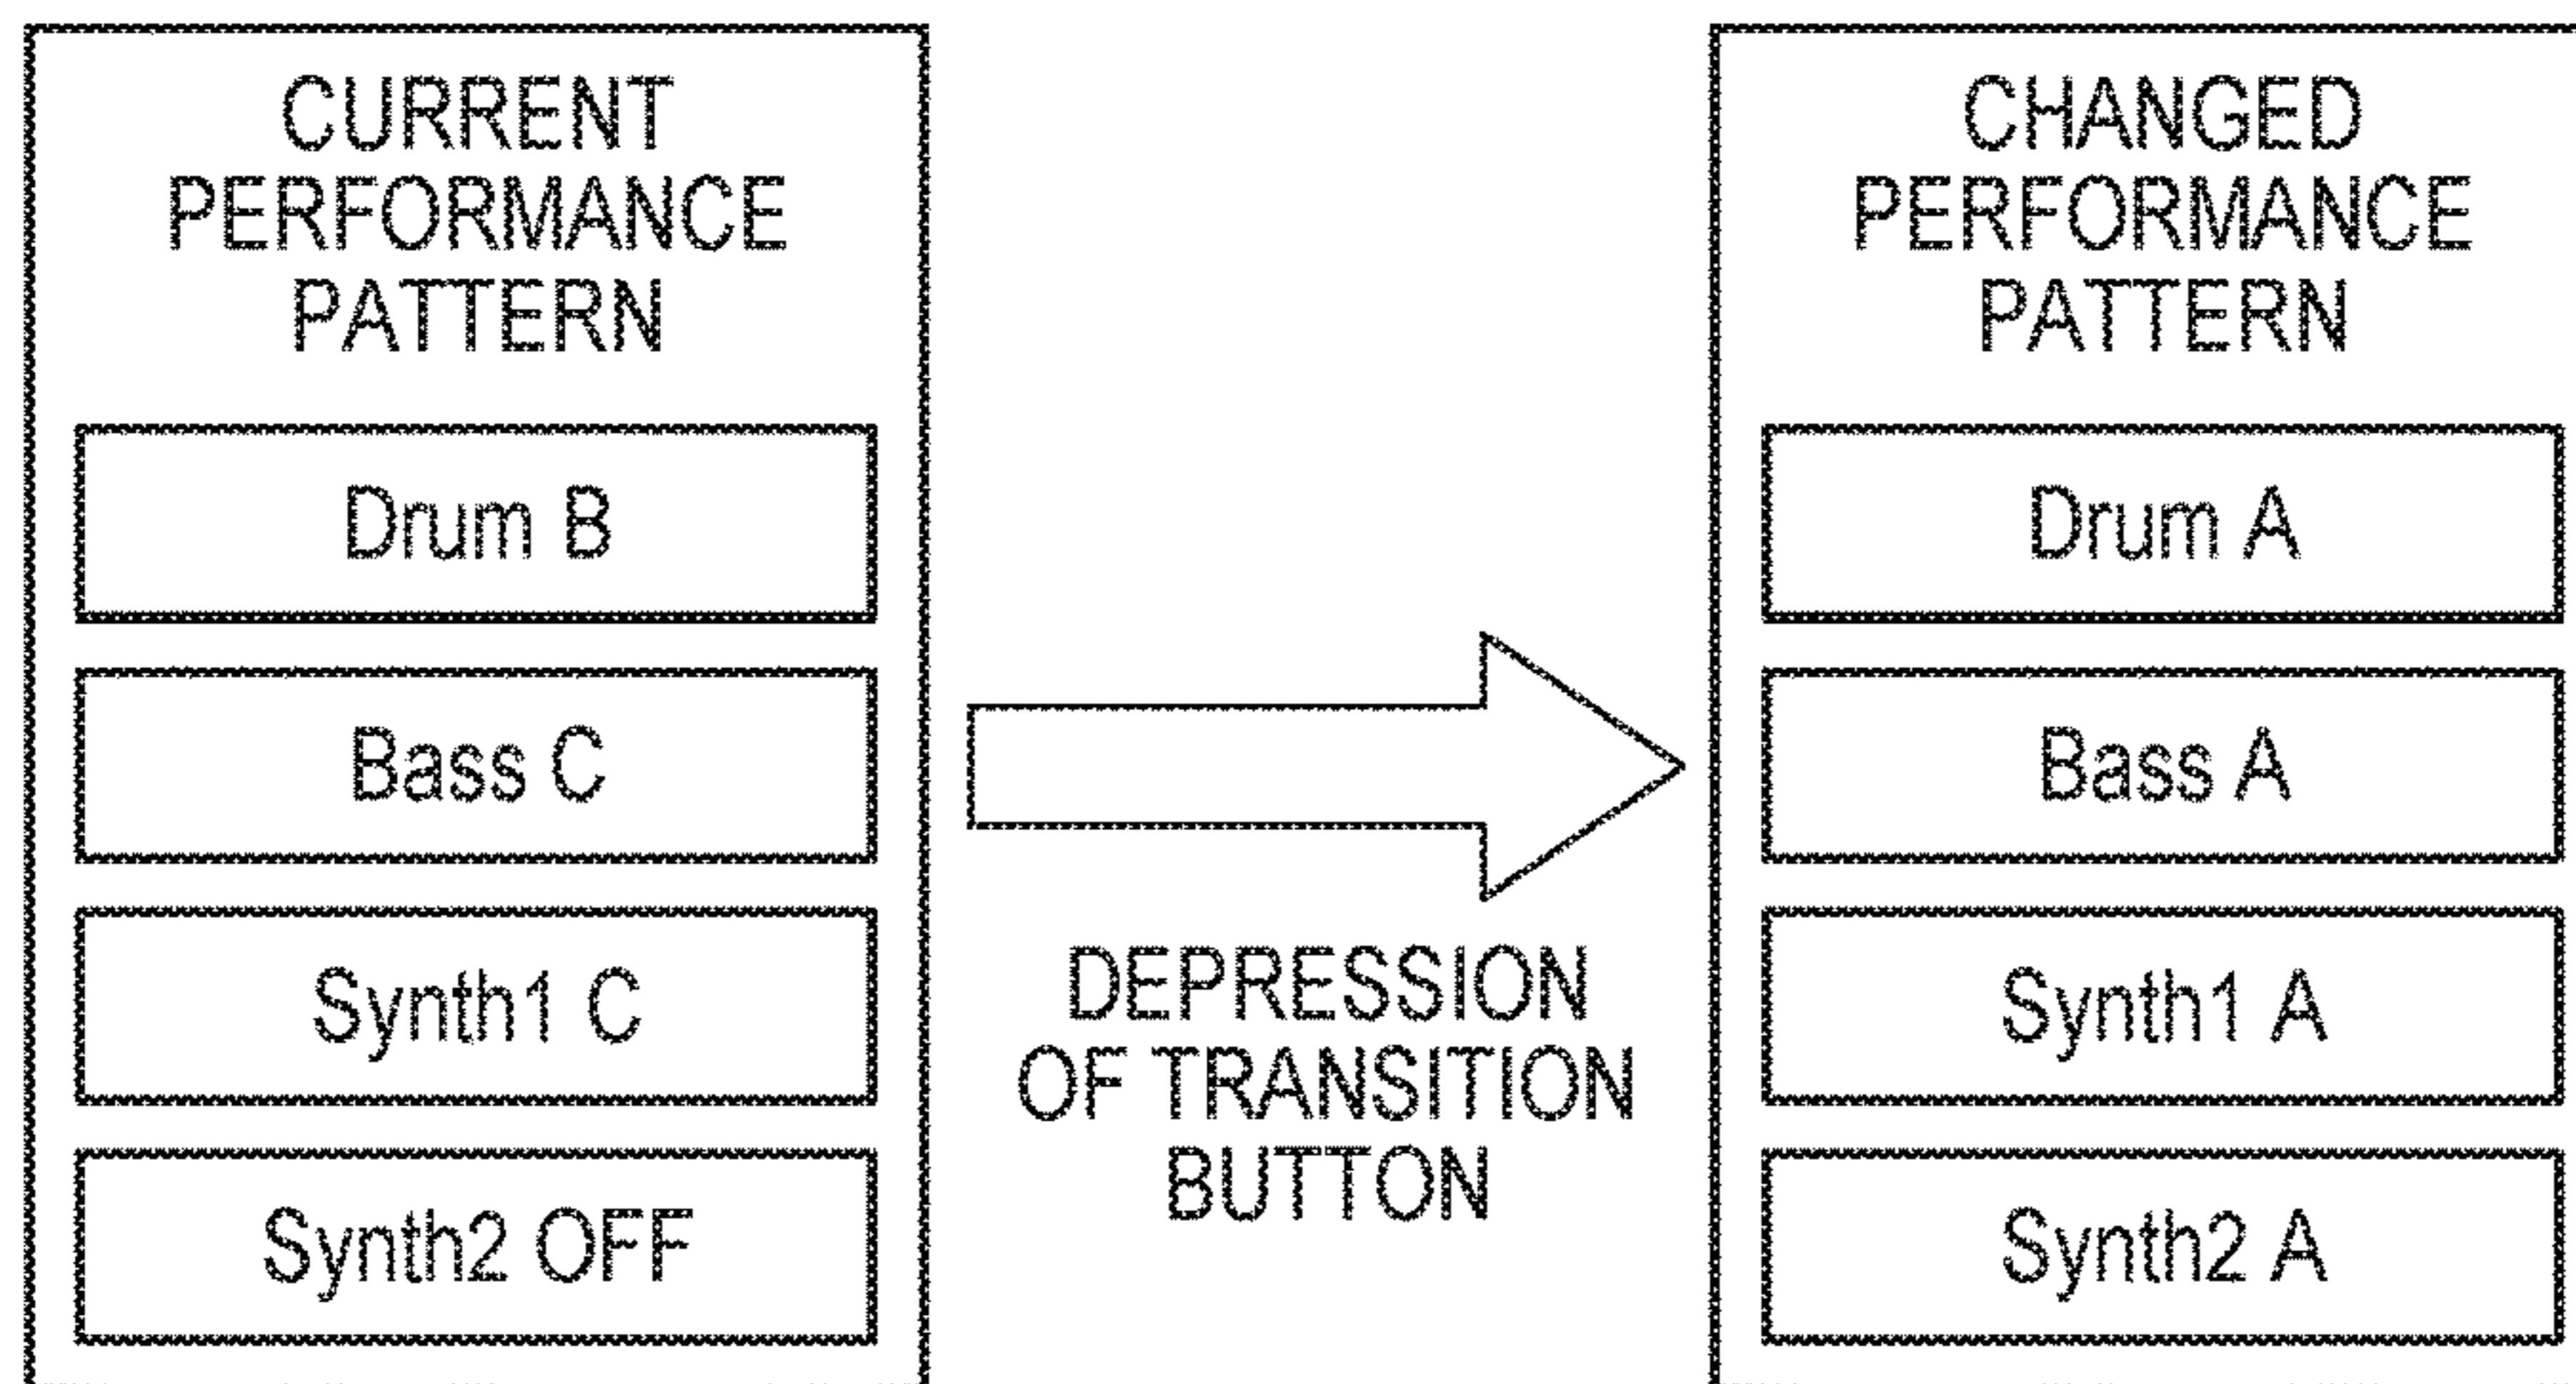 CURRENT
PERFORMANCE
PATTERN
Drum B
Bass C
Synth1 C
Synth2 OFF
DEPRESSION
OF TRANSITION
BUTTON
CHANGED
PERFORMANCE
PATTERN
Drum A
Bass A
Synth1 A
Synth2 A